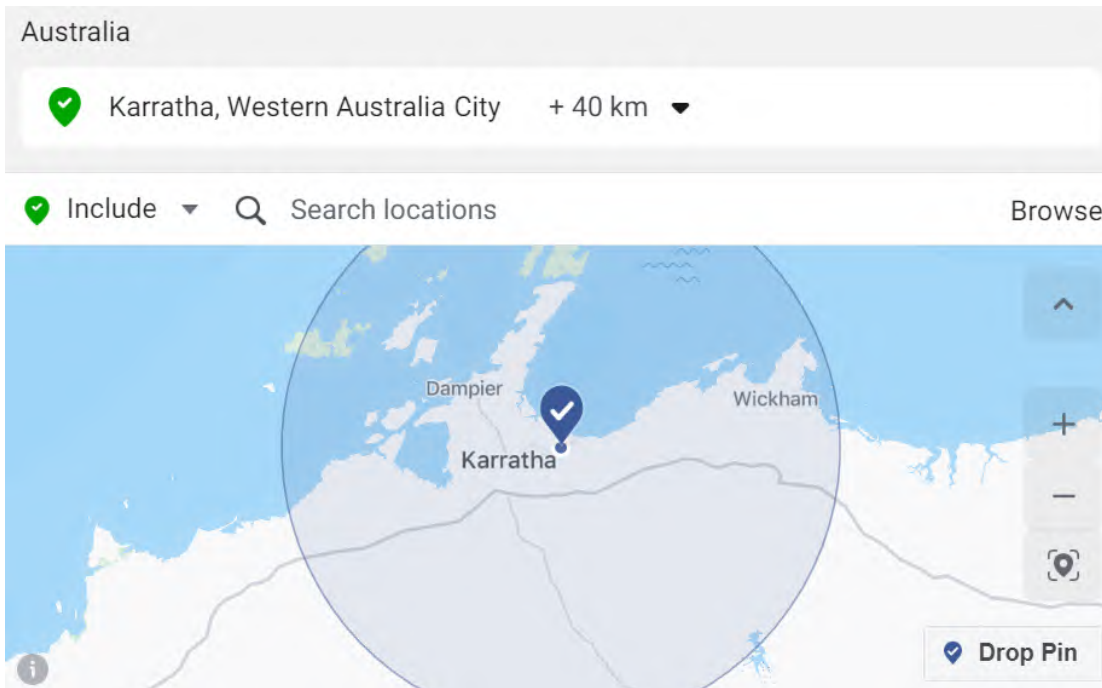 Australia
Karratha, Western Australia City + 40 km
Include Search locations Browse
Dampier
Wickham
Karratha
Drop Pin